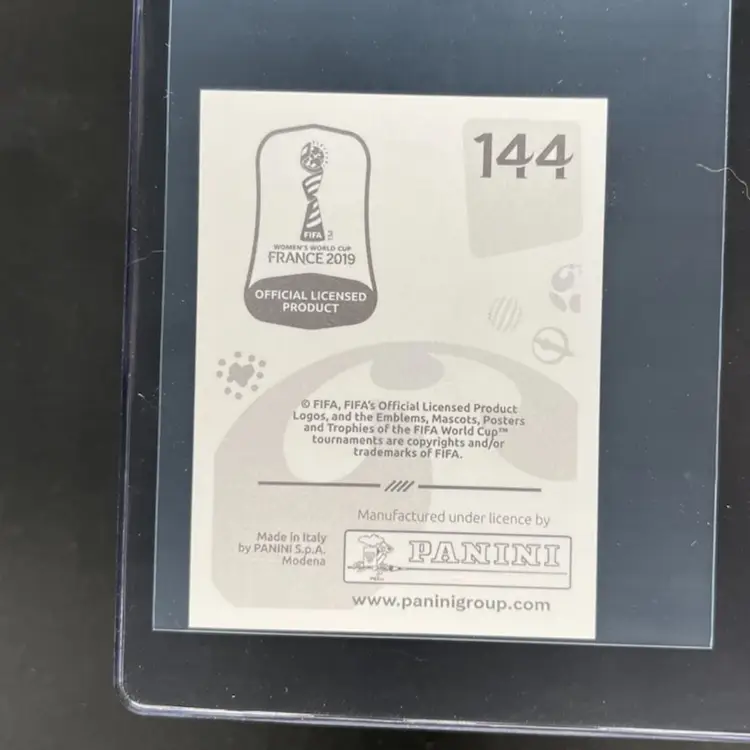 144
FIFA
WOMEN'S WORLD CUP
FRANCE 2019
OFFICIAL LICENSED
PRODUCT
© FIFA, FIFA's Official Licensed Product
Logos, and the Emblems, Mascots, Posters
and Trophies of the FIFA World Cup™
tournaments are copyrights and/or
trademarks of FIFA.
Manufactured under licence by
Made in Italy
by PANINI S.p.A.
Modena
PANINI
www.paninigroup.com